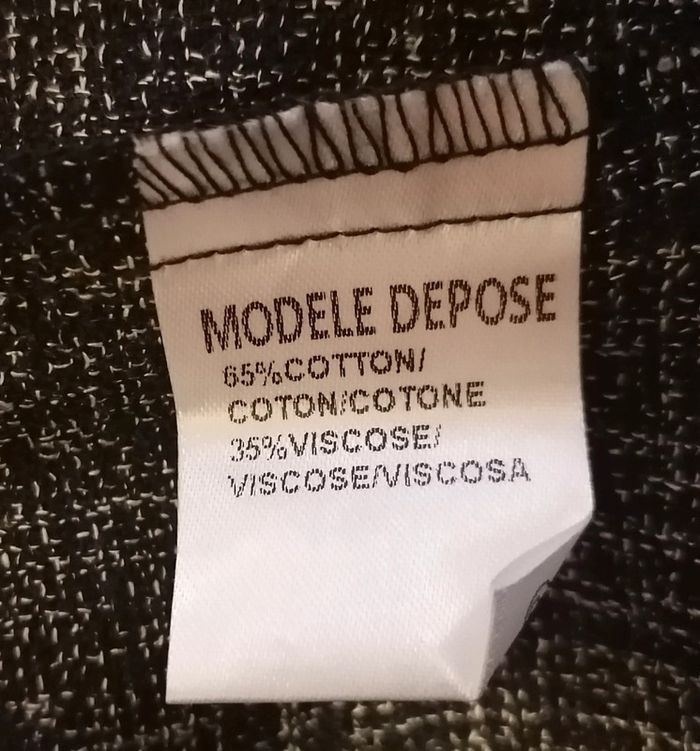 MODELE DEPOSE
65%COTTON/
COTON/COTONE
35%VISCOSE/
VISCOSE/VISCOSA